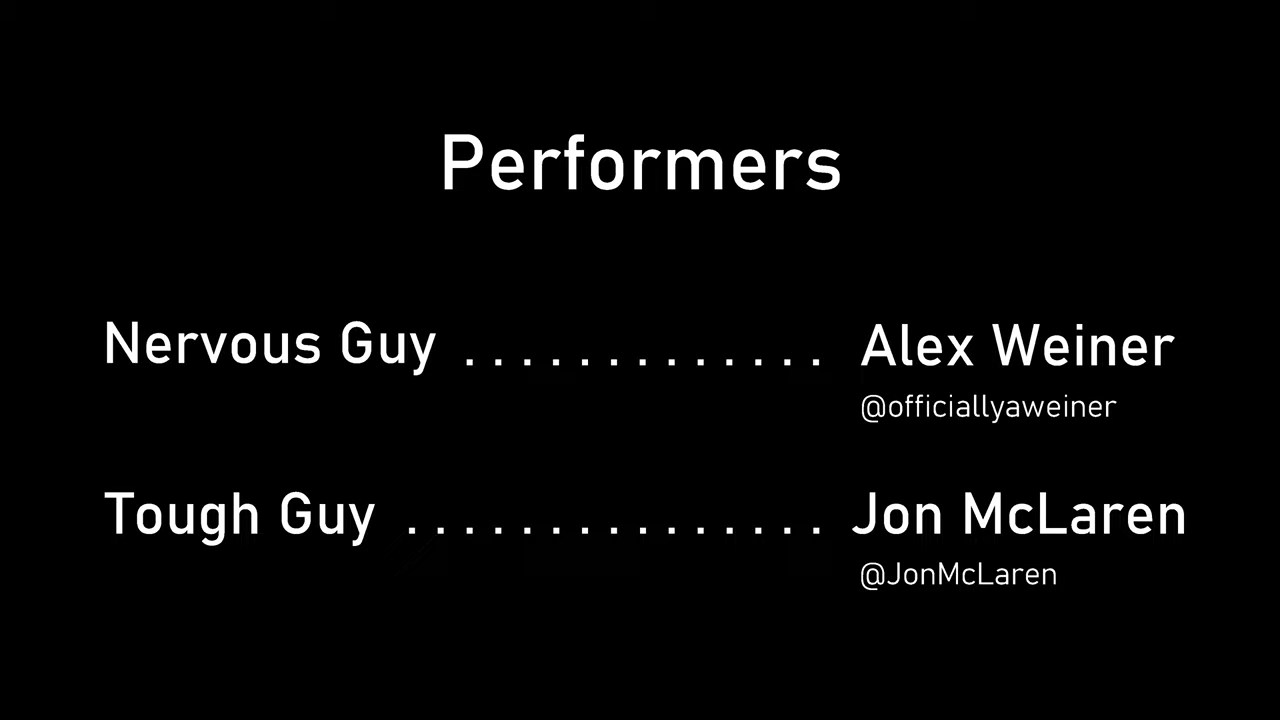 Performers
Nervous Guy . . . . . . . . . . . . . Alex Weiner
@officiallyaweiner
Tough Guy . . . . . . . . . . . . . . . Jon McLaren
@JonMcLaren